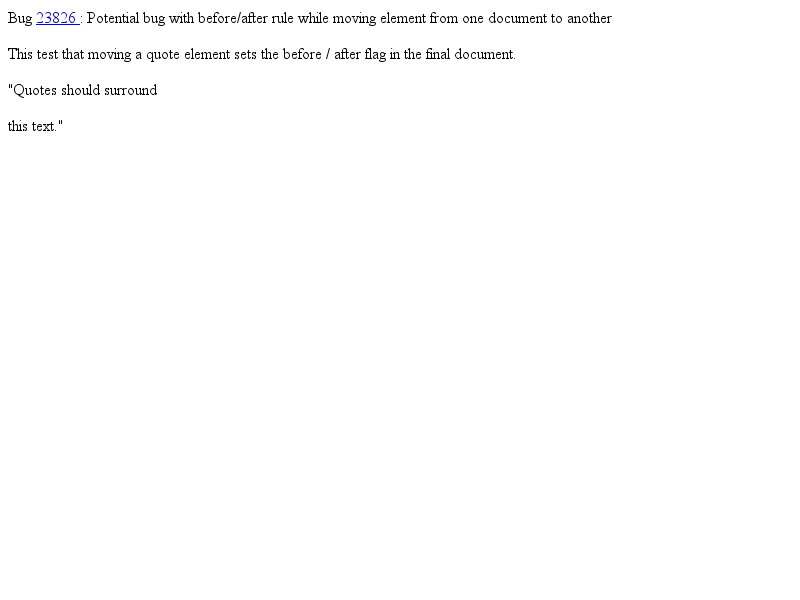 Bug 23826 : Potential bug with before/after rule while moving element from one document to another
This test that moving a quote element sets the before / after flag in the final document.
"Quotes should surround
this text."